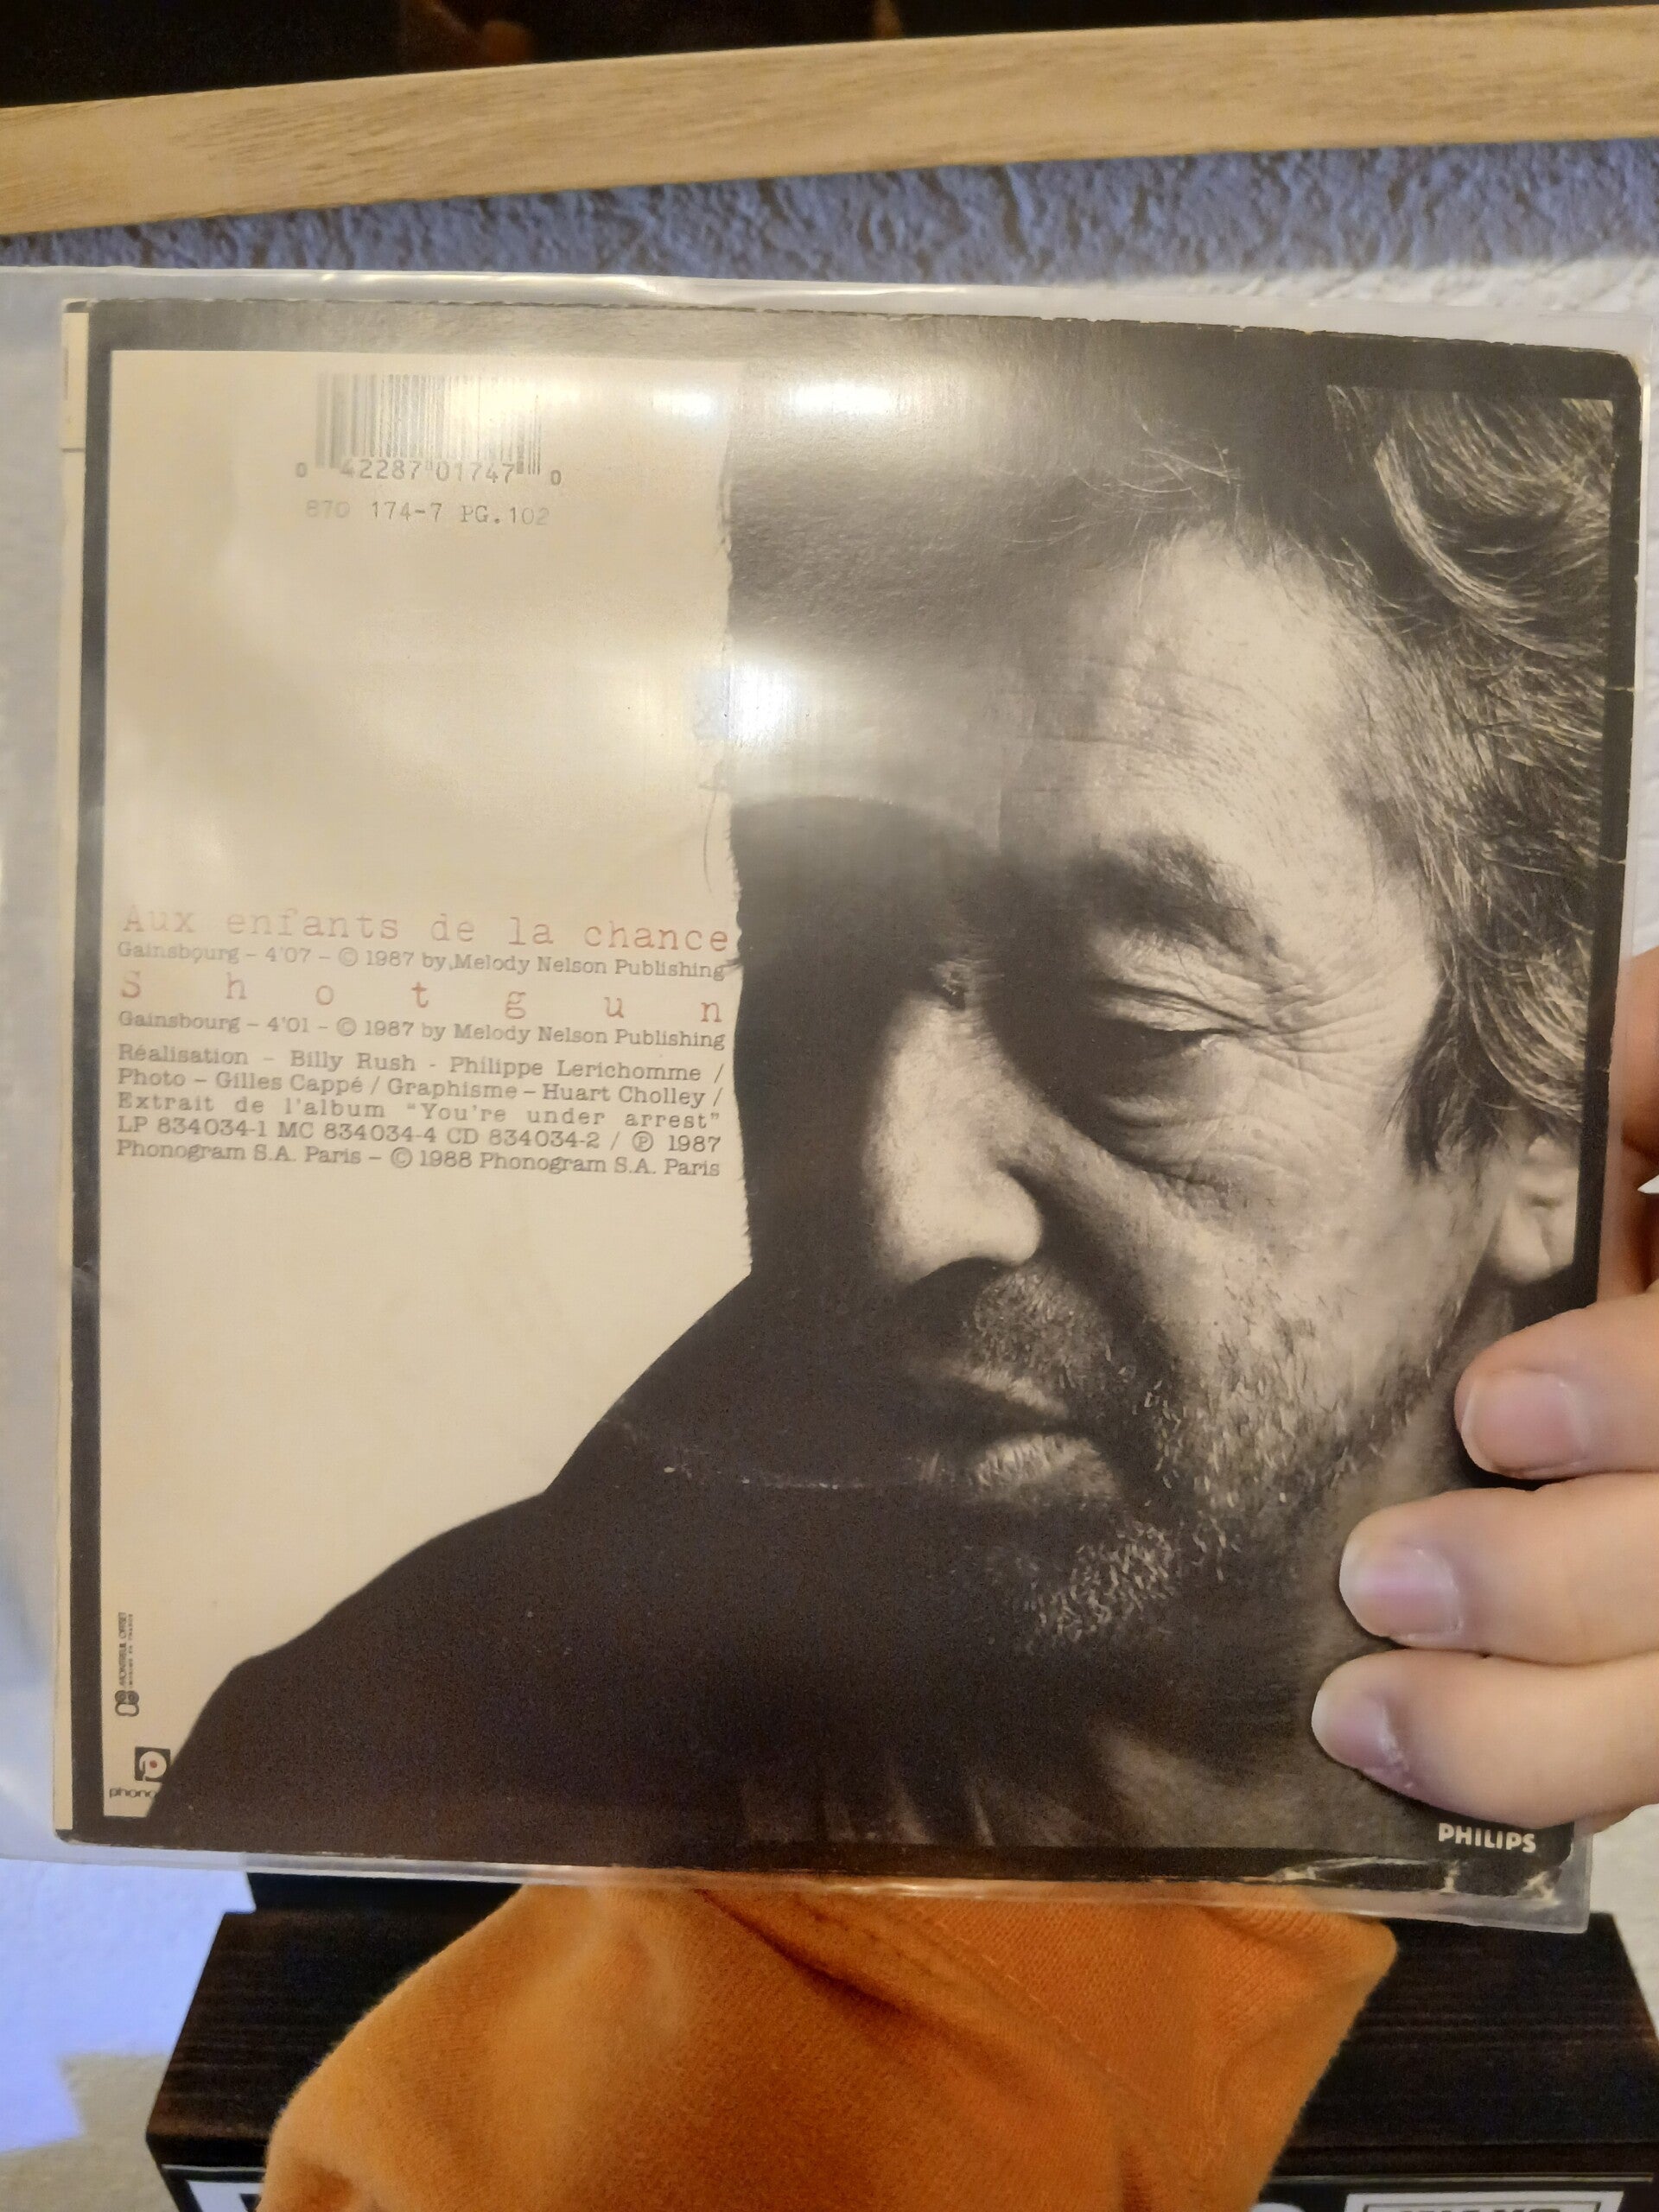 0 42287 01747 0
870 174-7 PG.102
Aux enfants de la chance
Gainsbourg – 4'07 – © 1987 by Melody Nelson Publishing
Shotgun
Gainsbourg – 4'01 – © 1987 by Melody Nelson Publishing
Réalisation – Billy Rush - Philippe Lerichomme /
Photo – Gilles Cappé / Graphisme – Huart Cholley /
Extrait de l'album "You're under arrest"
LP 834034-1 MC 834034-4 CD 834034-2 / ℗ 1987
Phonogram S.A. Paris – © 1988 Phonogram S.A. Paris
MONTREUIL OFFSET
PHILIPS